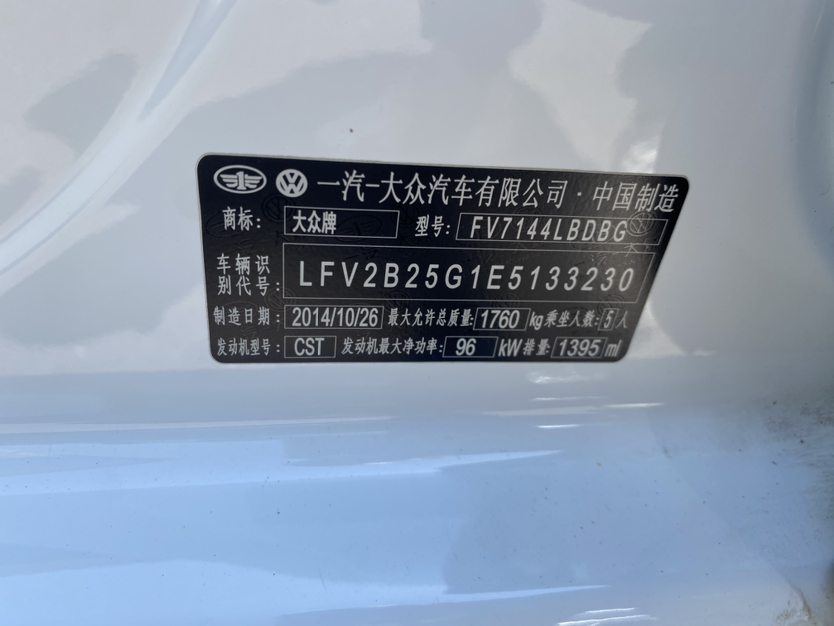 一汽-大众汽车有限公司·中国制造
商标: 大众牌 型号: FV7144LBDBG
车辆识别代号: LFV2B25G1E5133230
制造日期: 2014/10/26 最大允许总质量: 1760 kg 乘坐人数: 5 人
发动机型号: CST 发动机最大净功率: 96 kW 排量: 1395 ml